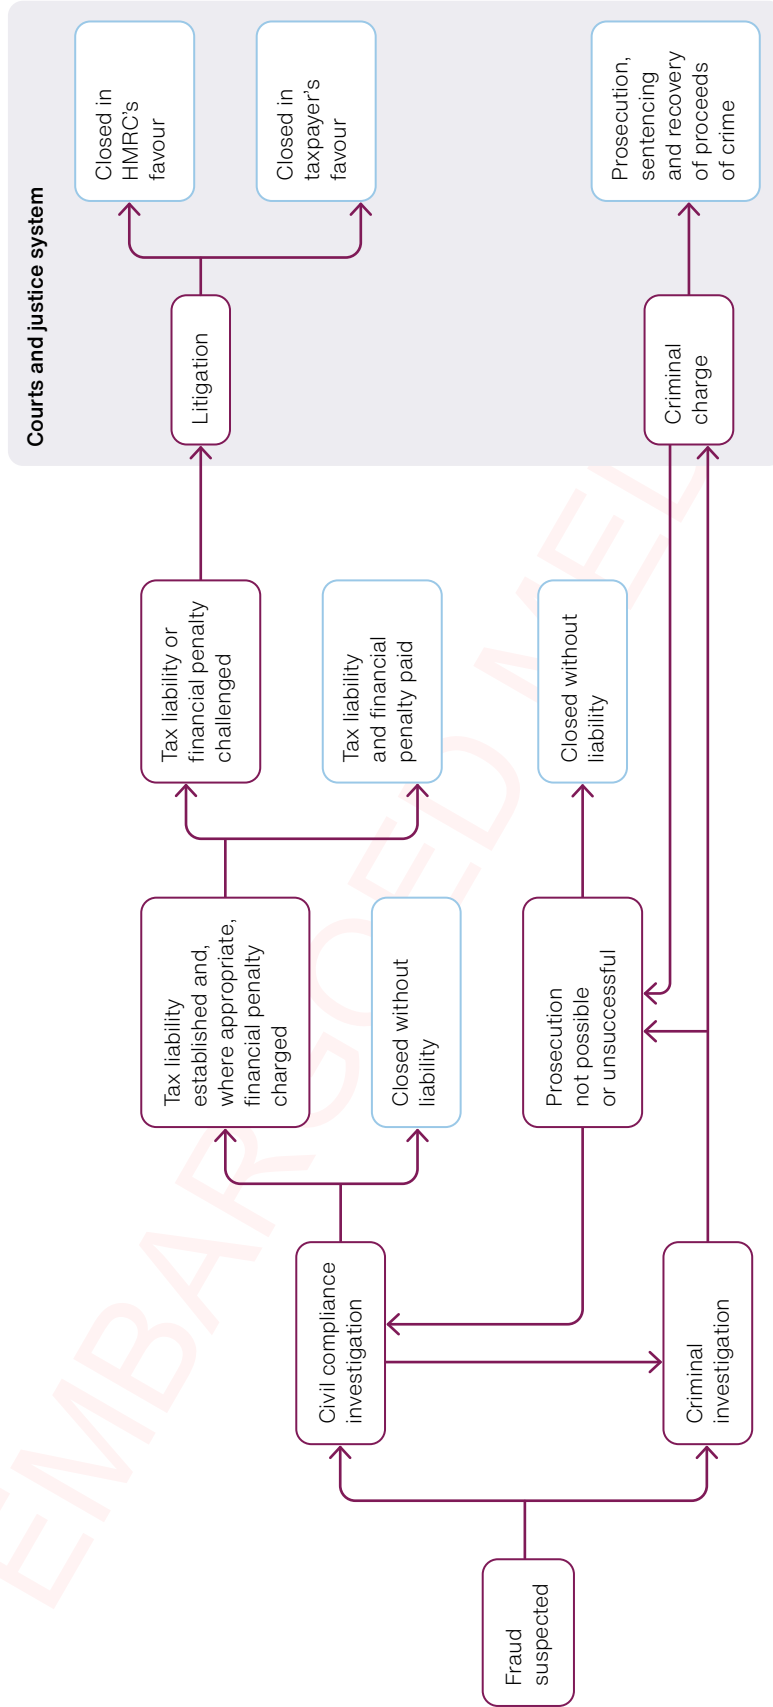 Courts and justice system
Fraud
suspected
Civil compliance
investigation
Criminal
investigation
Tax liability
established and,
where appropriate,
financial penalty
charged
Closed without
liability
Prosecution
not possible
or unsuccessful
Tax liability or
financial penalty
challenged
Tax liability
and financial
penalty paid
Closed without
liability
Litigation
Criminal
charge
Closed in
HMRC's
favour
Closed in
taxpayer's
favour
Prosecution,
sentencing
and recovery
of proceeds
of crime
EMBARGOED